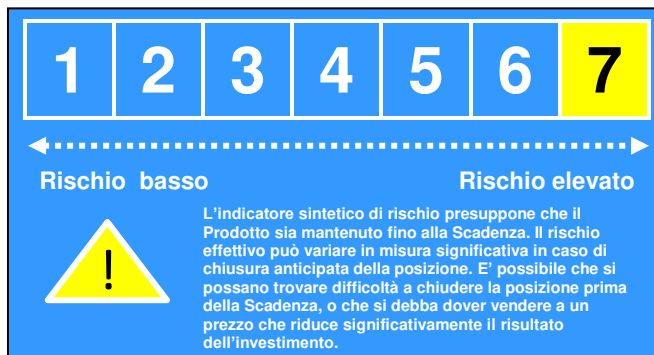 1 2 3 4 5 6 7
Rischio basso Rischio elevato
L'indicatore sintetico di rischio presuppone che il
Prodotto sia mantenuto fino alla Scadenza. Il rischio
effettivo può variare in misura significativa in caso di
chiusura anticipata della posizione. E' possibile che si
possano trovare difficoltà a chiudere la posizione prima
della Scadenza, o che si debba dover vendere a un
prezzo che riduce significativamente il risultato
dell'investimento.
!